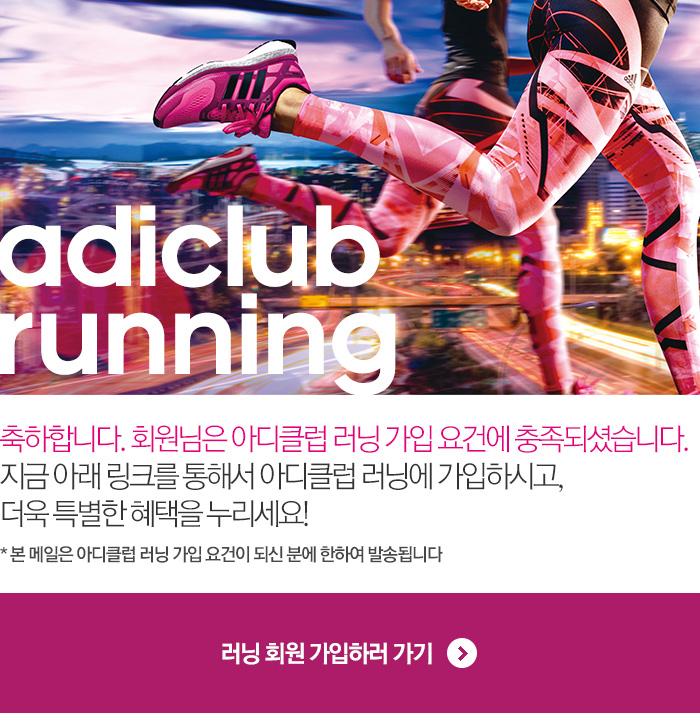 adiclub
running
축하합니다. 회원님은 아디클럽 러닝 가입 요건에 충족되셨습니다.
지금 아래 링크를 통해서 아디클럽 러닝에 가입하시고,
더욱 특별한 혜택을 누리세요!
* 본 메일은 아디클럽 러닝 가입 요건이 되신 분에 한하여 발송됩니다
러닝 회원 가입하러 가기